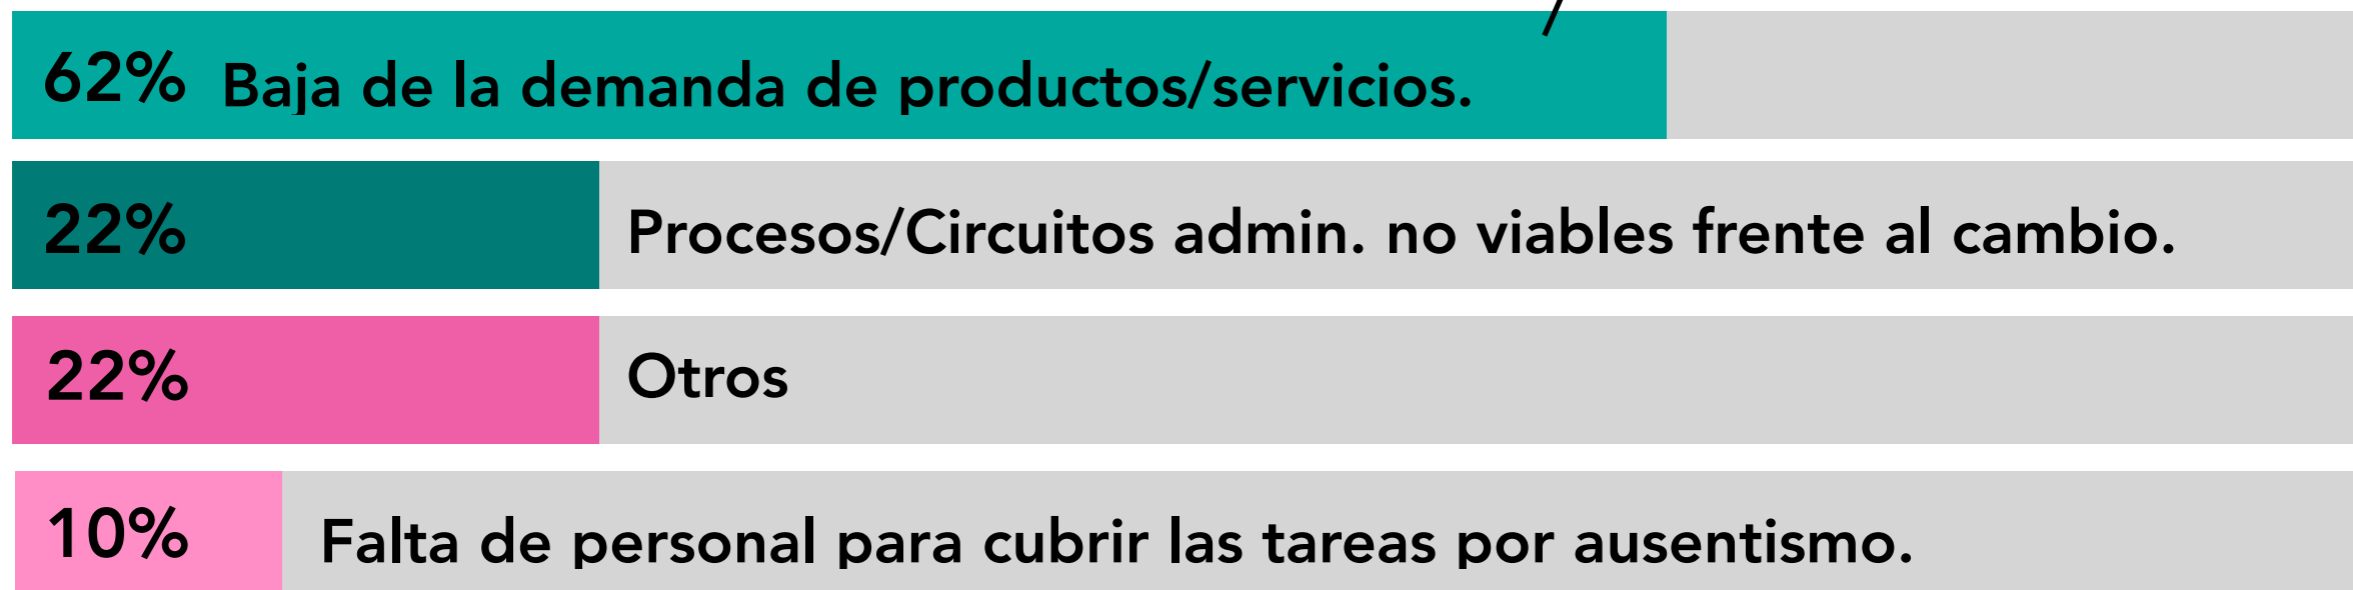 62% Baja de la demanda de productos/servicios.
22% Procesos/Circuitos admin. no viables frente al cambio.
22% Otros
10% Falta de personal para cubrir las tareas por ausentismo.